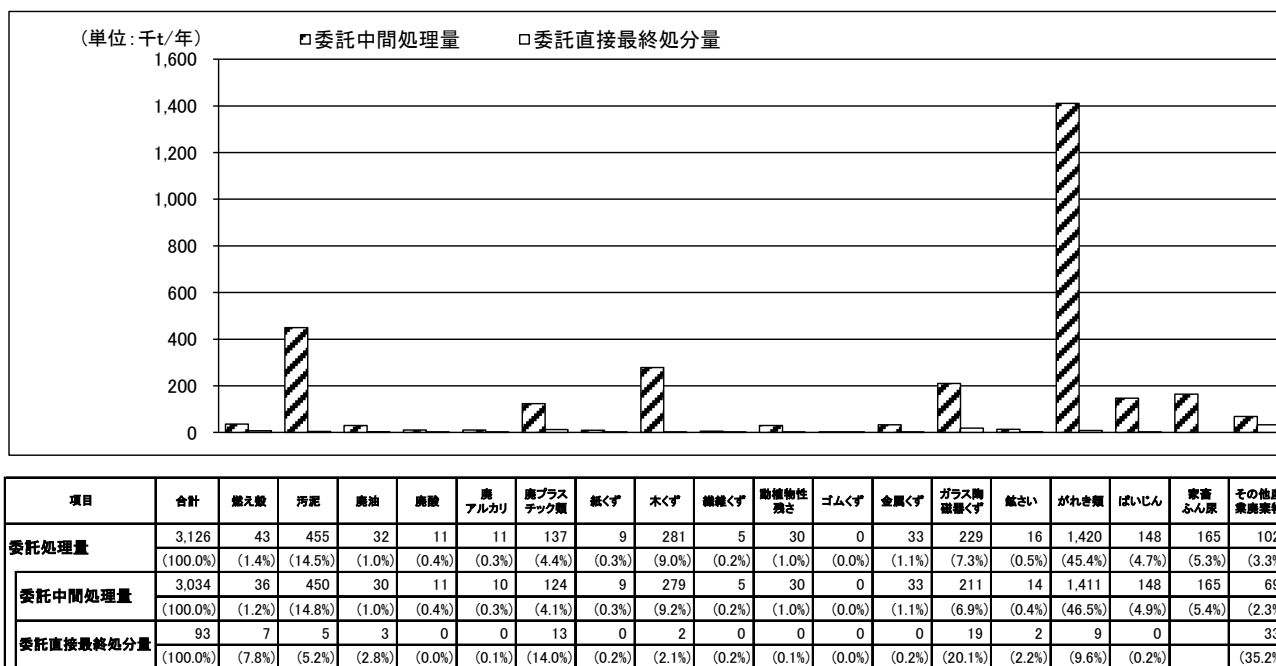 (単位：千t/年)
委託中間処理量 委託直接最終処分量
1,600
1,400
1,200
1,000
800
600
400
200
0
項目 合計 燃え殻 汚泥 廃油 廃酸 廃アルカリ 廃プラスチック類 紙くず 木くず 繊維くず 動植物性残さ ゴムくず 金属くず ガラス陶磁器くず 鉱さい がれき類 ばいじん 家畜ふん尿 その他産業廃棄物
委託処理量 3,126 43 455 32 11 11 137 9 281 5 30 0 33 229 16 1,420 148 165 102
(100.0%) (1.4%) (14.5%) (1.0%) (0.4%) (0.3%) (4.4%) (0.3%) (9.0%) (0.2%) (1.0%) (0.0%) (1.1%) (7.3%) (0.5%) (45.4%) (4.7%) (5.3%) (3.3%
委託中間処理量 3,034 36 450 30 11 10 124 9 279 5 30 0 33 211 14 1,411 148 165 69
(100.0%) (1.2%) (14.8%) (1.0%) (0.4%) (0.3%) (4.1%) (0.3%) (9.2%) (0.2%) (1.0%) (0.0%) (1.1%) (6.9%) (0.4%) (46.5%) (4.9%) (5.4%) (2.3%
委託直接最終処分量 93 7 5 3 0 0 13 0 2 0 0 0 0 19 2 9 0 33
(100.0%) (7.8%) (5.2%) (2.8%) (0.0%) (0.1%) (14.0%) (0.2%) (2.1%) (0.2%) (0.1%) (0.0%) (0.2%) (20.1%) (2.2%) (9.6%) (0.2%) (35.2%